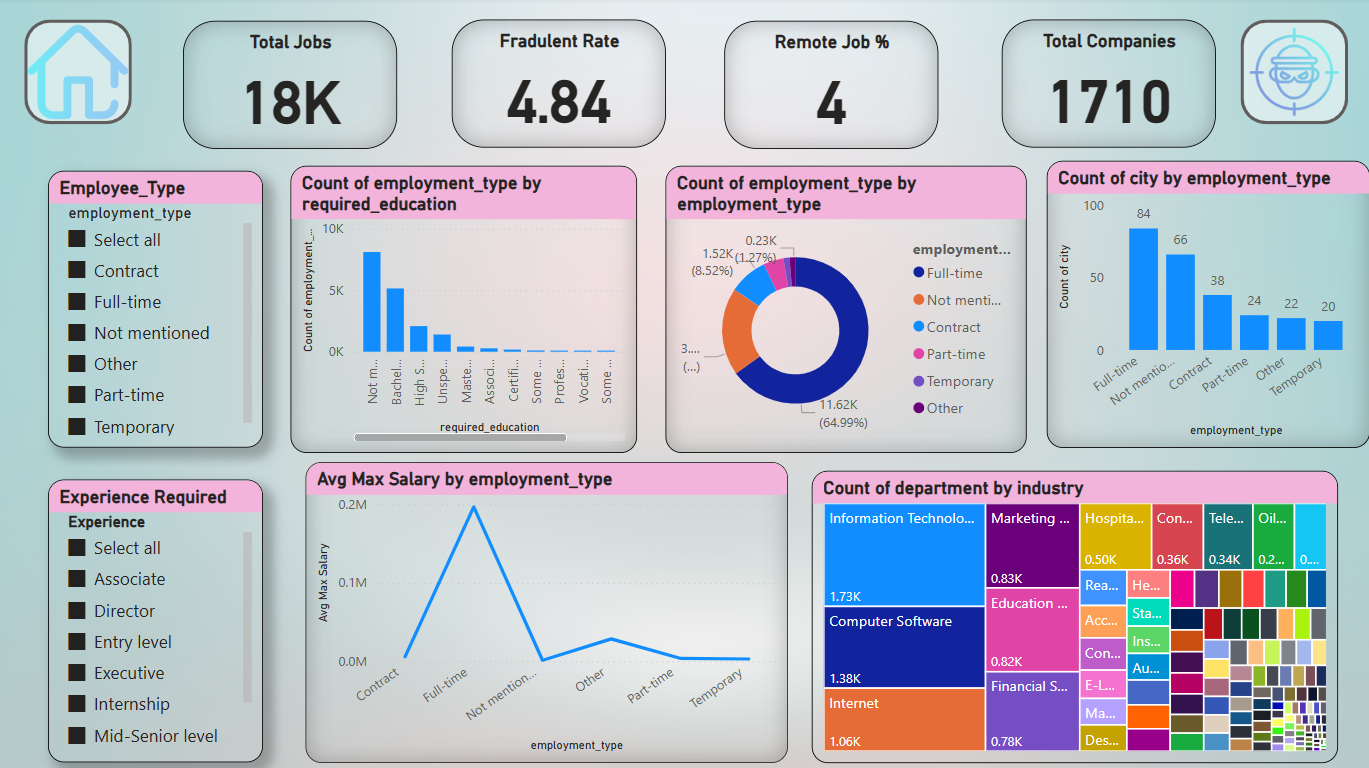 Total Jobs
18K
Fradulent Rate
4.84
Remote Job %
4
Total Companies
1710
Employee_Type
employment_type
Select all
Contract
Full-time
Not mentioned
Other
Part-time
Temporary
Count of employment_type by
required_education
Count of employment_...
10K
5K
0K
Not m...
Bachel...
High S...
Unspe...
Maste...
Associ...
Certifi...
Some ...
Profes...
Vocati...
Some ...
required_education
Count of employment_type by
employment_type
0.23K
(1.27%)
1.52K
(8.52%)
3....
(...)
11.62K
(64.99%)
employment...
Full-time
Not menti...
Contract
Part-time
Temporary
Other
Count of city by employment_type
Count of city
100
50
0
84
66
38
24
22
20
Full-time
Not mentio...
Contract
Part-time
Other
Temporary
employment_type
Experience Required
Experience
Select all
Associate
Director
Entry level
Executive
Internship
Mid-Senior level
Avg Max Salary by employment_type
Avg Max Salary
0.2M
0.1M
0.0M
Contract
Full-time
Not mention...
Other
Part-time
Temporary
employment_type
Count of department by industry
Information Technolo...
1.73K
Computer Software
1.38K
Internet
1.06K
Marketing ...
0.83K
Education ...
0.82K
Financial S...
0.78K
Hospita...
0.50K
Con...
0.36K
Tele...
0.34K
Oil...
0.2...
0....
Rea...
Acc...
Con...
E-L...
Ma...
Des...
He...
Sta...
Ins...
Au...